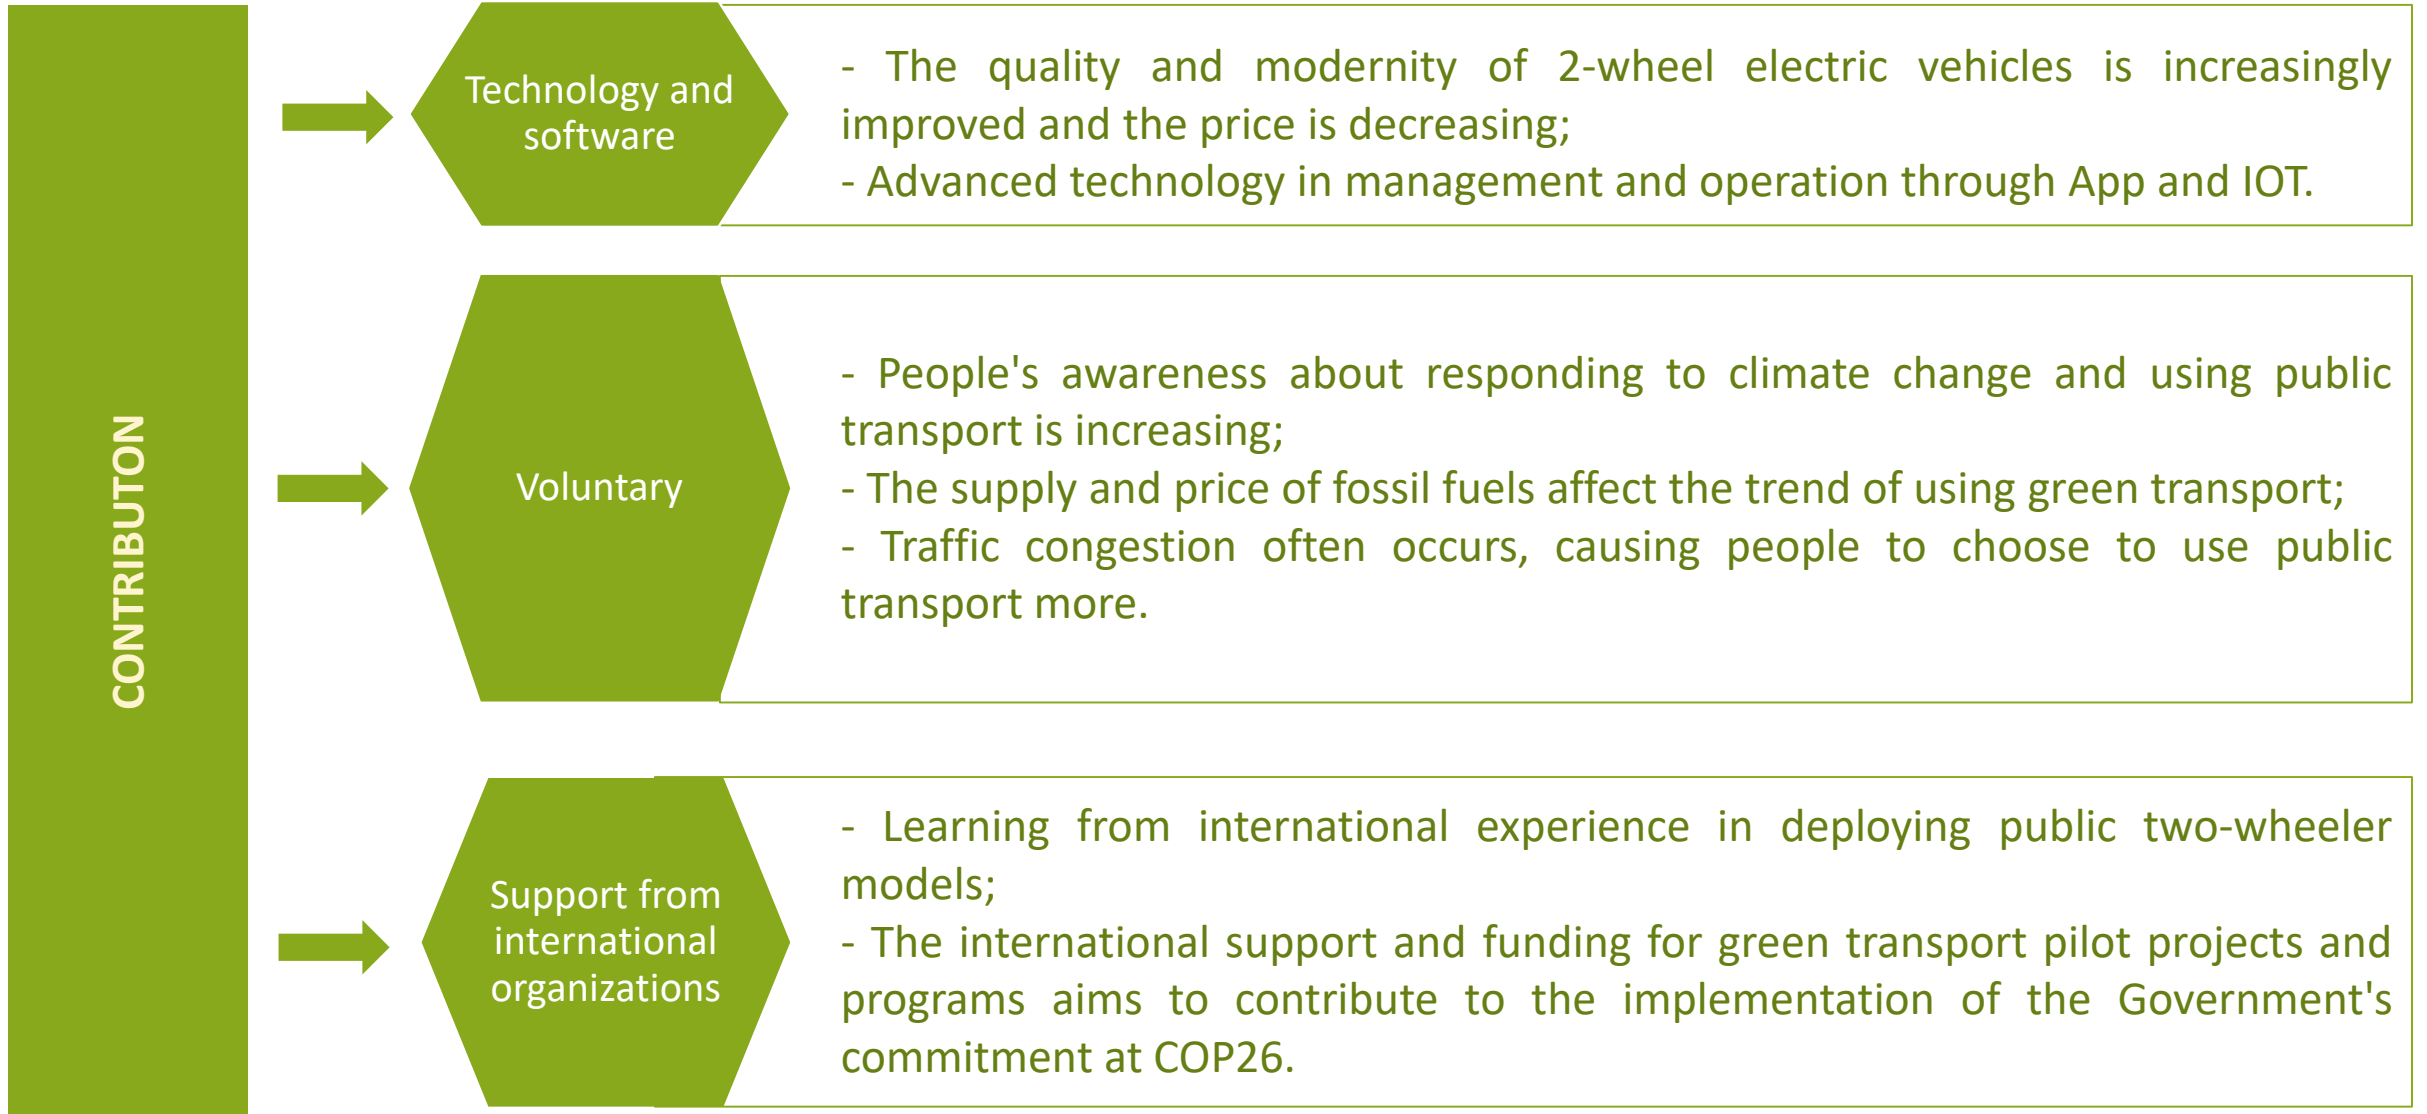 CONTRIBUTON
Technology and
software
- The quality and modernity of 2-wheel electric vehicles is increasingly
improved and the price is decreasing;
- Advanced technology in management and operation through App and IOT.
Voluntary
- People's awareness about responding to climate change and using public
transport is increasing;
- The supply and price of fossil fuels affect the trend of using green transport;
- Traffic congestion often occurs, causing people to choose to use public
transport more.
Support from
international
organizations
- Learning from international experience in deploying public two-wheeler
models;
- The international support and funding for green transport pilot projects and
programs aims to contribute to the implementation of the Government's
commitment at COP26.